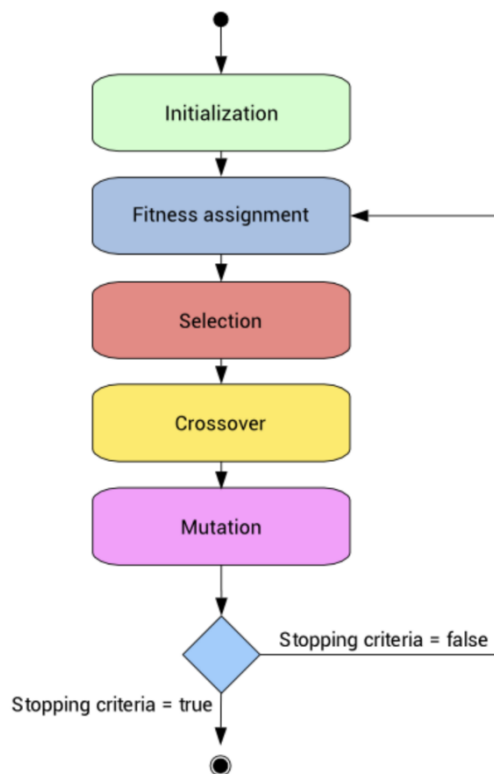 Initialization
Fitness assignment
Selection
Crossover
Mutation
Stopping criteria = false
Stopping criteria = true